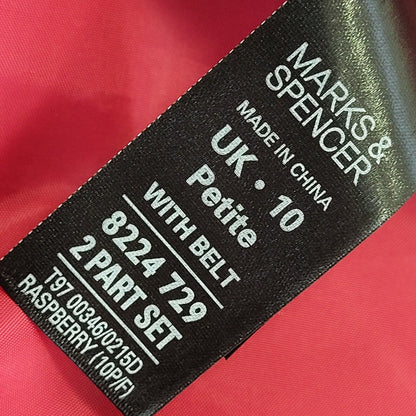 MARKS &
SPENCER
MADE IN CHINA
UK • 10
Petite
WITH BELT
8224 729
2 PART SET
T97 00346/0215D
RASPBERRY (10P/F)